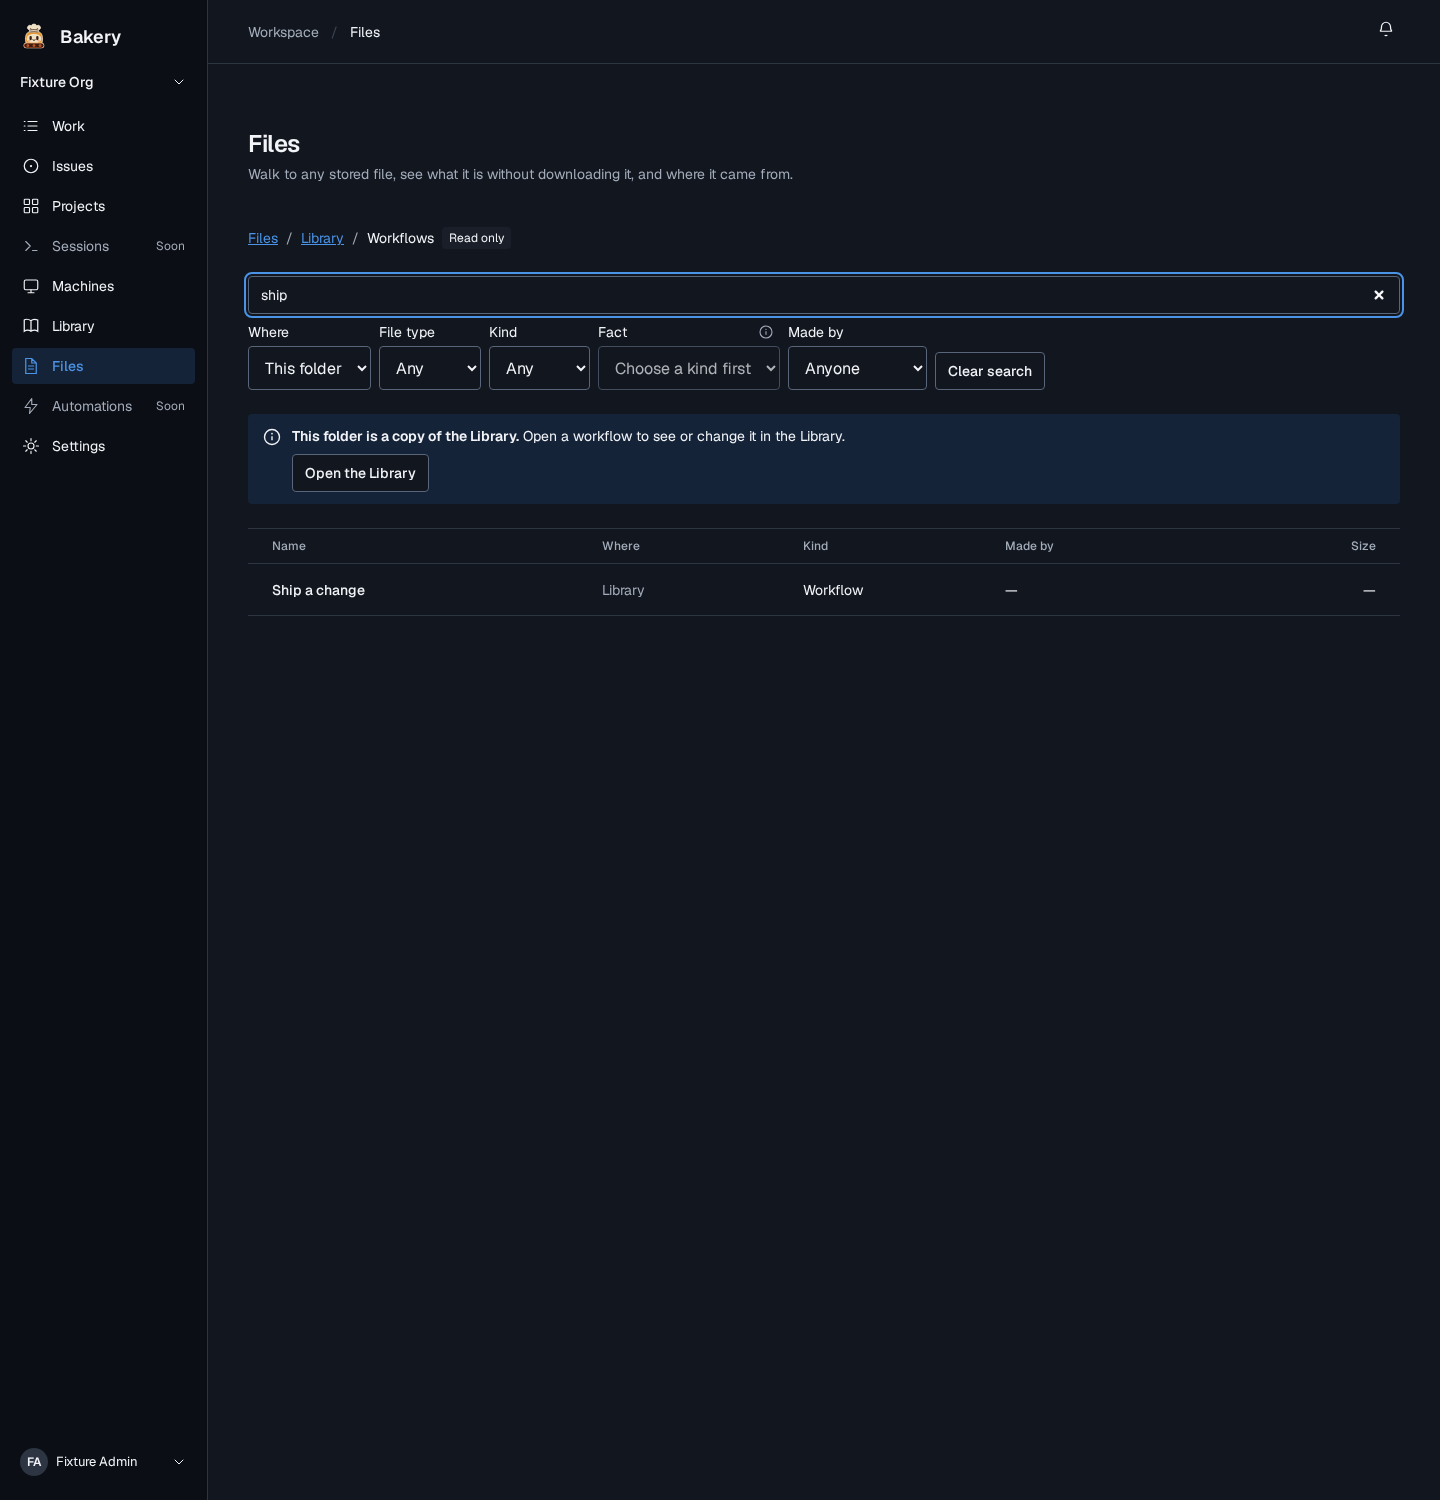 Bakery
Workspace / Files
Fixture Org
Work
Issues
Projects
Sessions Soon
Machines
Library
Files
Automations Soon
Settings
Files
Walk to any stored file, see what it is without downloading it, and where it came from.
Files / Library / Workflows Read only
ship
Where File type Kind Fact Made by
This folder Any Any Choose a kind first Anyone Clear search
This folder is a copy of the Library. Open a workflow to see or change it in the Library.
Open the Library
Name Where Kind Made by Size
Ship a change Library Workflow — —
FA Fixture Admin